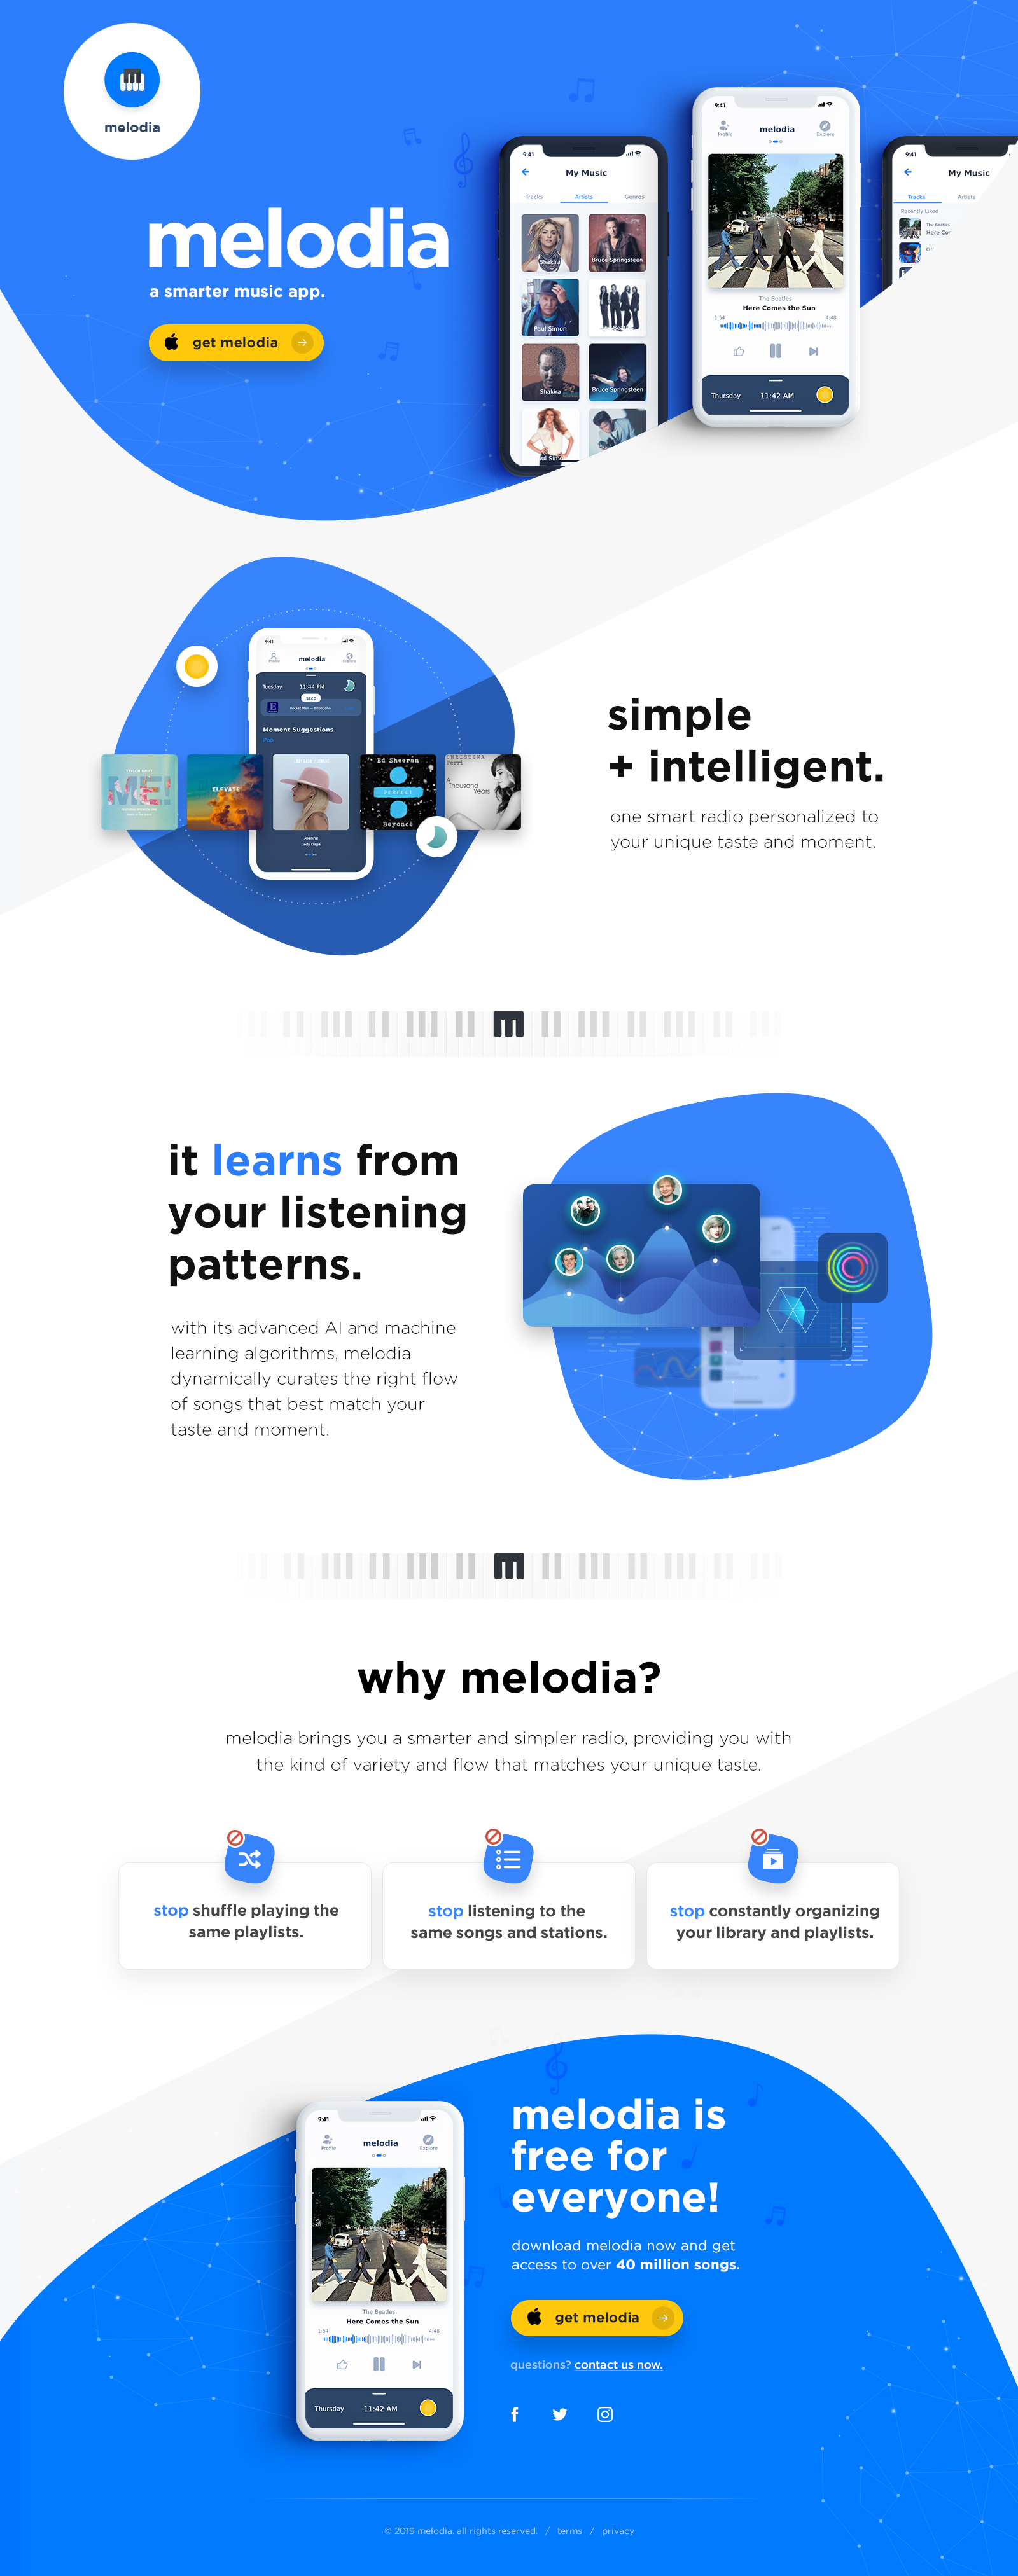 melodia
melodia
a smarter music app.
get melodia
9:41
My Music
Tracks
Artists
Genres
Shakira
Bruce Springsteen
Paul Simon
Shakira
Bruce Springsteen
9:41
Profile
melodia
Explore
The Beatles
Here Comes the Sun
1:54
4:48
Thursday
11:42 AM
9:41
My Music
Tracks
Artists
Recently Liked
The Beatles
9:41
Profile
melodia
Explore
Tuesday
11:44 PM
SEED
Rocket Man — Elton John
Moment Suggestions
ME!
ELEVATE
Ed Sheeran
PERFECT
Beyoncé
Perri
A
Thousand
Years
Joanne
Lady Gaga
simple
+ intelligent.
one smart radio personalized to
your unique taste and moment.
m
it learns from
your listening
patterns.
with its advanced AI and machine
learning algorithms, melodia
dynamically curates the right flow
of songs that best match your
taste and moment.
m
why melodia?
melodia brings you a smarter and simpler radio, providing you with
the kind of variety and flow that matches your unique taste.
stop shuffle playing the
same playlists.
stop listening to the
same songs and stations.
stop constantly organizing
your library and playlists.
9:41
Profile
melodia
Explore
The Beatles
Here Comes the Sun
1:54
4:48
Thursday
11:42 AM
melodia is
free for
everyone!
download melodia now and get
access to over 40 million songs.
get melodia
questions? contact us now.
© 2019 melodia. all rights reserved. / terms / privacy